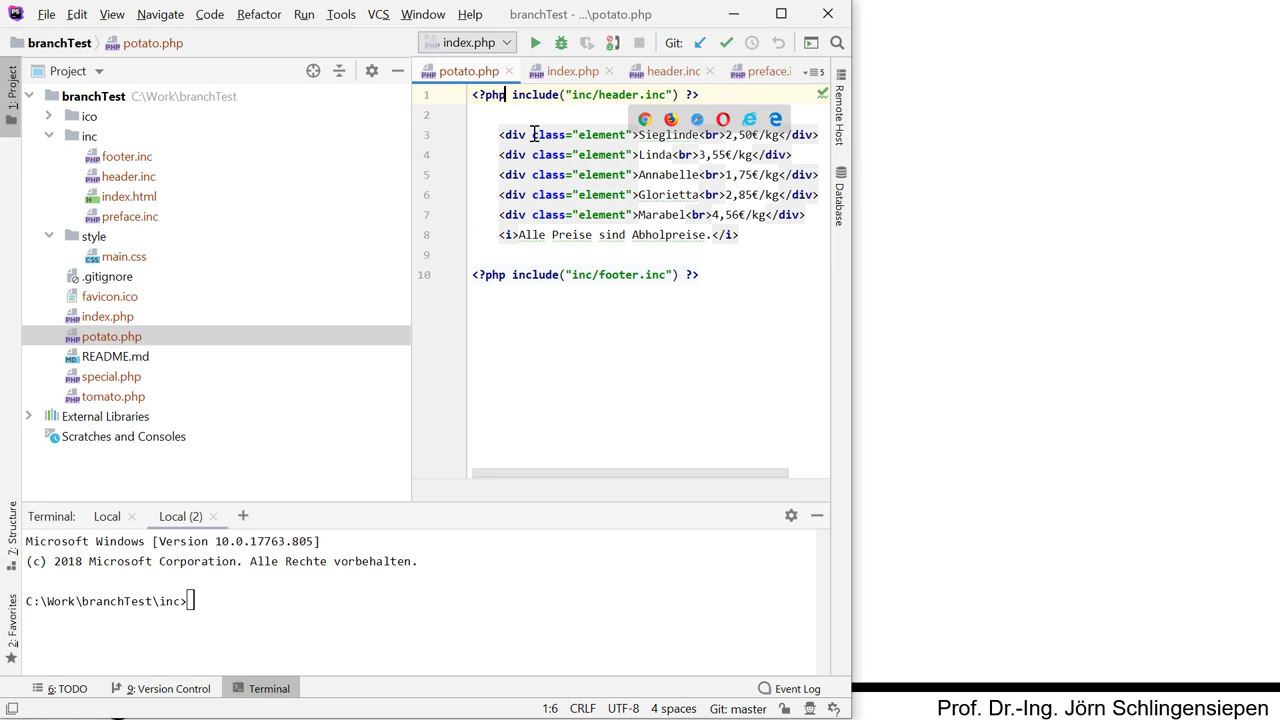 File Edit View Navigate Code Refactor Run Tools VCS Window Help branchTest - ...\potato.php
branchTest potato.php index.php Git:
potato.php index.php header.inc preface.i 5
1: Project
Project
branchTest C:\Work\branchTest
ico
inc
footer.inc
header.inc
index.html
preface.inc
style
main.css
.gitignore
favicon.ico
index.php
potato.php
README.md
special.php
tomato.php
External Libraries
Scratches and Consoles
1 <?php include("inc/header.inc") ?>
2
3 <div class="element">Sieglinde<br>2,50€/kg</div>
4 <div class="element">Linda<br>3,55€/kg</div>
5 <div class="element">Annabelle<br>1,75€/kg</div>
6 <div class="element">Glorietta<br>2,85€/kg</div>
7 <div class="element">Marabel<br>4,56€/kg</div>
8 <i>Alle Preise sind Abholpreise.</i>
9
10 <?php include("inc/footer.inc") ?>
Remote Host
Database
7: Structure
2: Favorites
Terminal: Local Local (2)
Microsoft Windows [Version 10.0.17763.805]
(c) 2018 Microsoft Corporation. Alle Rechte vorbehalten.
C:\Work\branchTest\inc>
6: TODO 9: Version Control Terminal Event Log
1:6 CRLF UTF-8 4 spaces Git: master
Prof. Dr.-Ing. Jörn Schlingensiepen